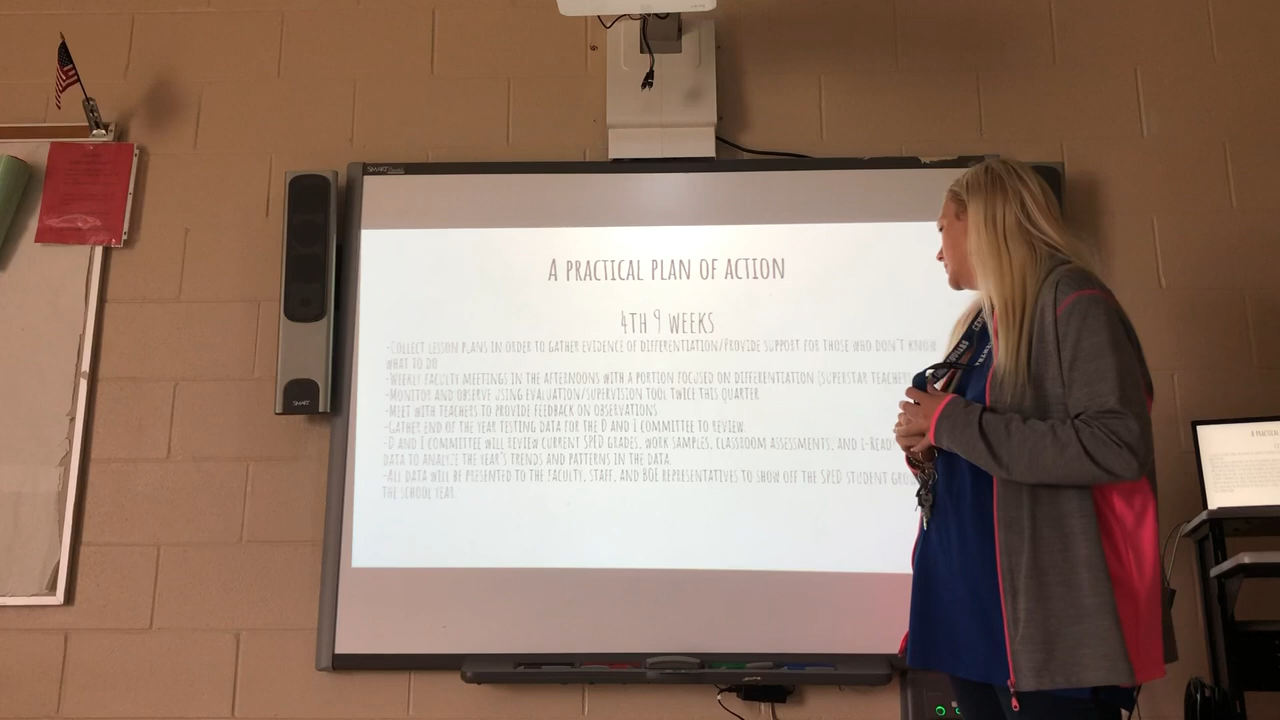 SMART
A PRACTICAL PLAN OF ACTION
4TH 9 WEEKS
-COLLECT LESSON PLANS IN ORDER TO GATHER EVIDENCE OF DIFFERENTIATION/PROVIDE SUPPORT FOR THOSE WHO DON'T KNOW
WHAT TO DO
-WEEKLY FACULTY MEETINGS IN THE AFTERNOONS WITH A PORTION FOCUSED ON DIFFERENTIATION (SUPERSTAR TEACHER
-MONITOR AND OBSERVE USING EVALUATION/SUPERVISION TOOL TWICE THIS QUARTER
-MEET WITH TEACHERS TO PROVIDE FEEDBACK ON OBSERVATIONS
-GATHER END OF THE YEAR TESTING DATA FOR THE D AND I COMMITTEE TO REVIEW.
-D AND I COMMITTEE WILL REVIEW CURRENT SPED GRADES, WORK SAMPLES, CLASSROOM ASSESSMENTS, AND I-READ
DATA TO ANALYZE THE YEAR'S TRENDS AND PATTERNS IN THE DATA.
-ALL DATA WILL BE PRESENTED TO THE FACULTY, STAFF, AND BOE REPRESENTATIVES TO SHOW OFF THE SPED STUDENT GRO
THE SCHOOL YEAR.
SMART